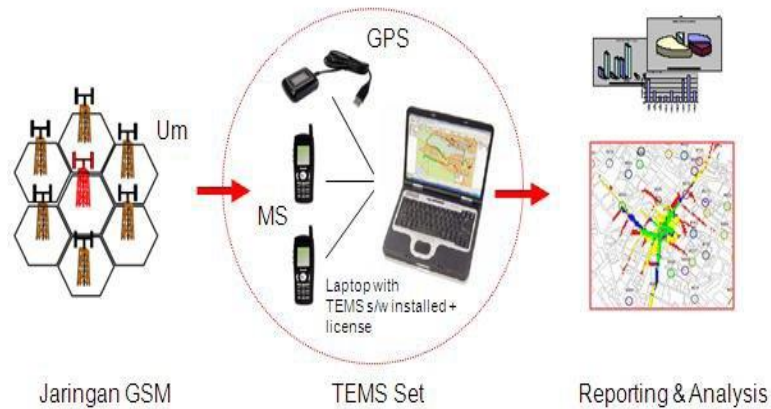 GPS
Um
MS
Laptop with
TEMS s/w installed +
license
Jaringan GSM
TEMS Set
Reporting & Analysis